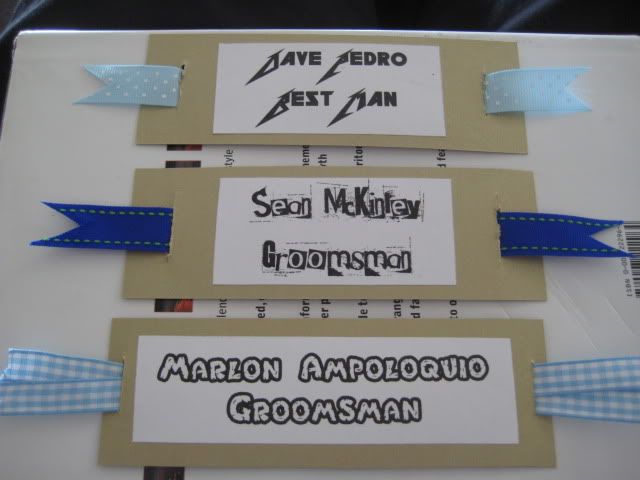 Dave Pedro
Best Man
Sean McKinley
Groomsman
Marlon Ampoloquio
Groomsman